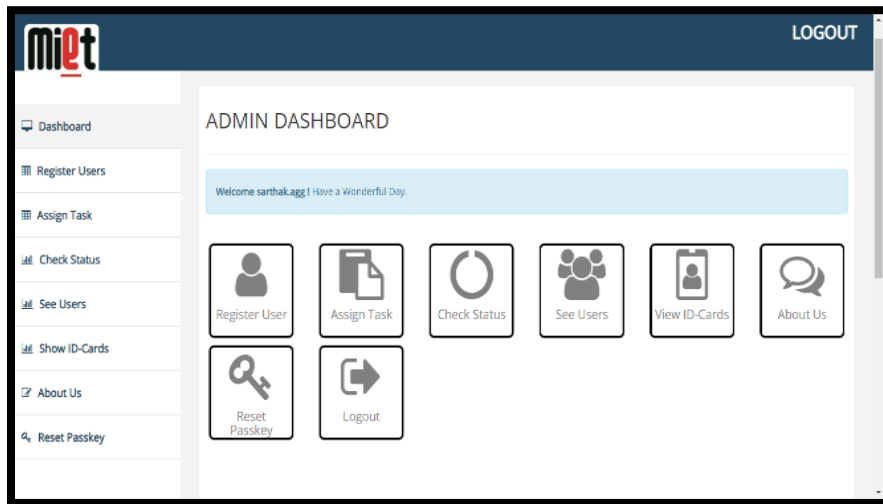 miet
LOGOUT
Dashboard
Register Users
Assign Task
Check Status
See Users
Show ID-Cards
About Us
Reset Passkey
ADMIN DASHBOARD
Welcome sarthak.agg ! Have a Wonderful Day.
Register User
Assign Task
Check Status
See Users
View ID-Cards
About Us
Reset
Passkey
Logout